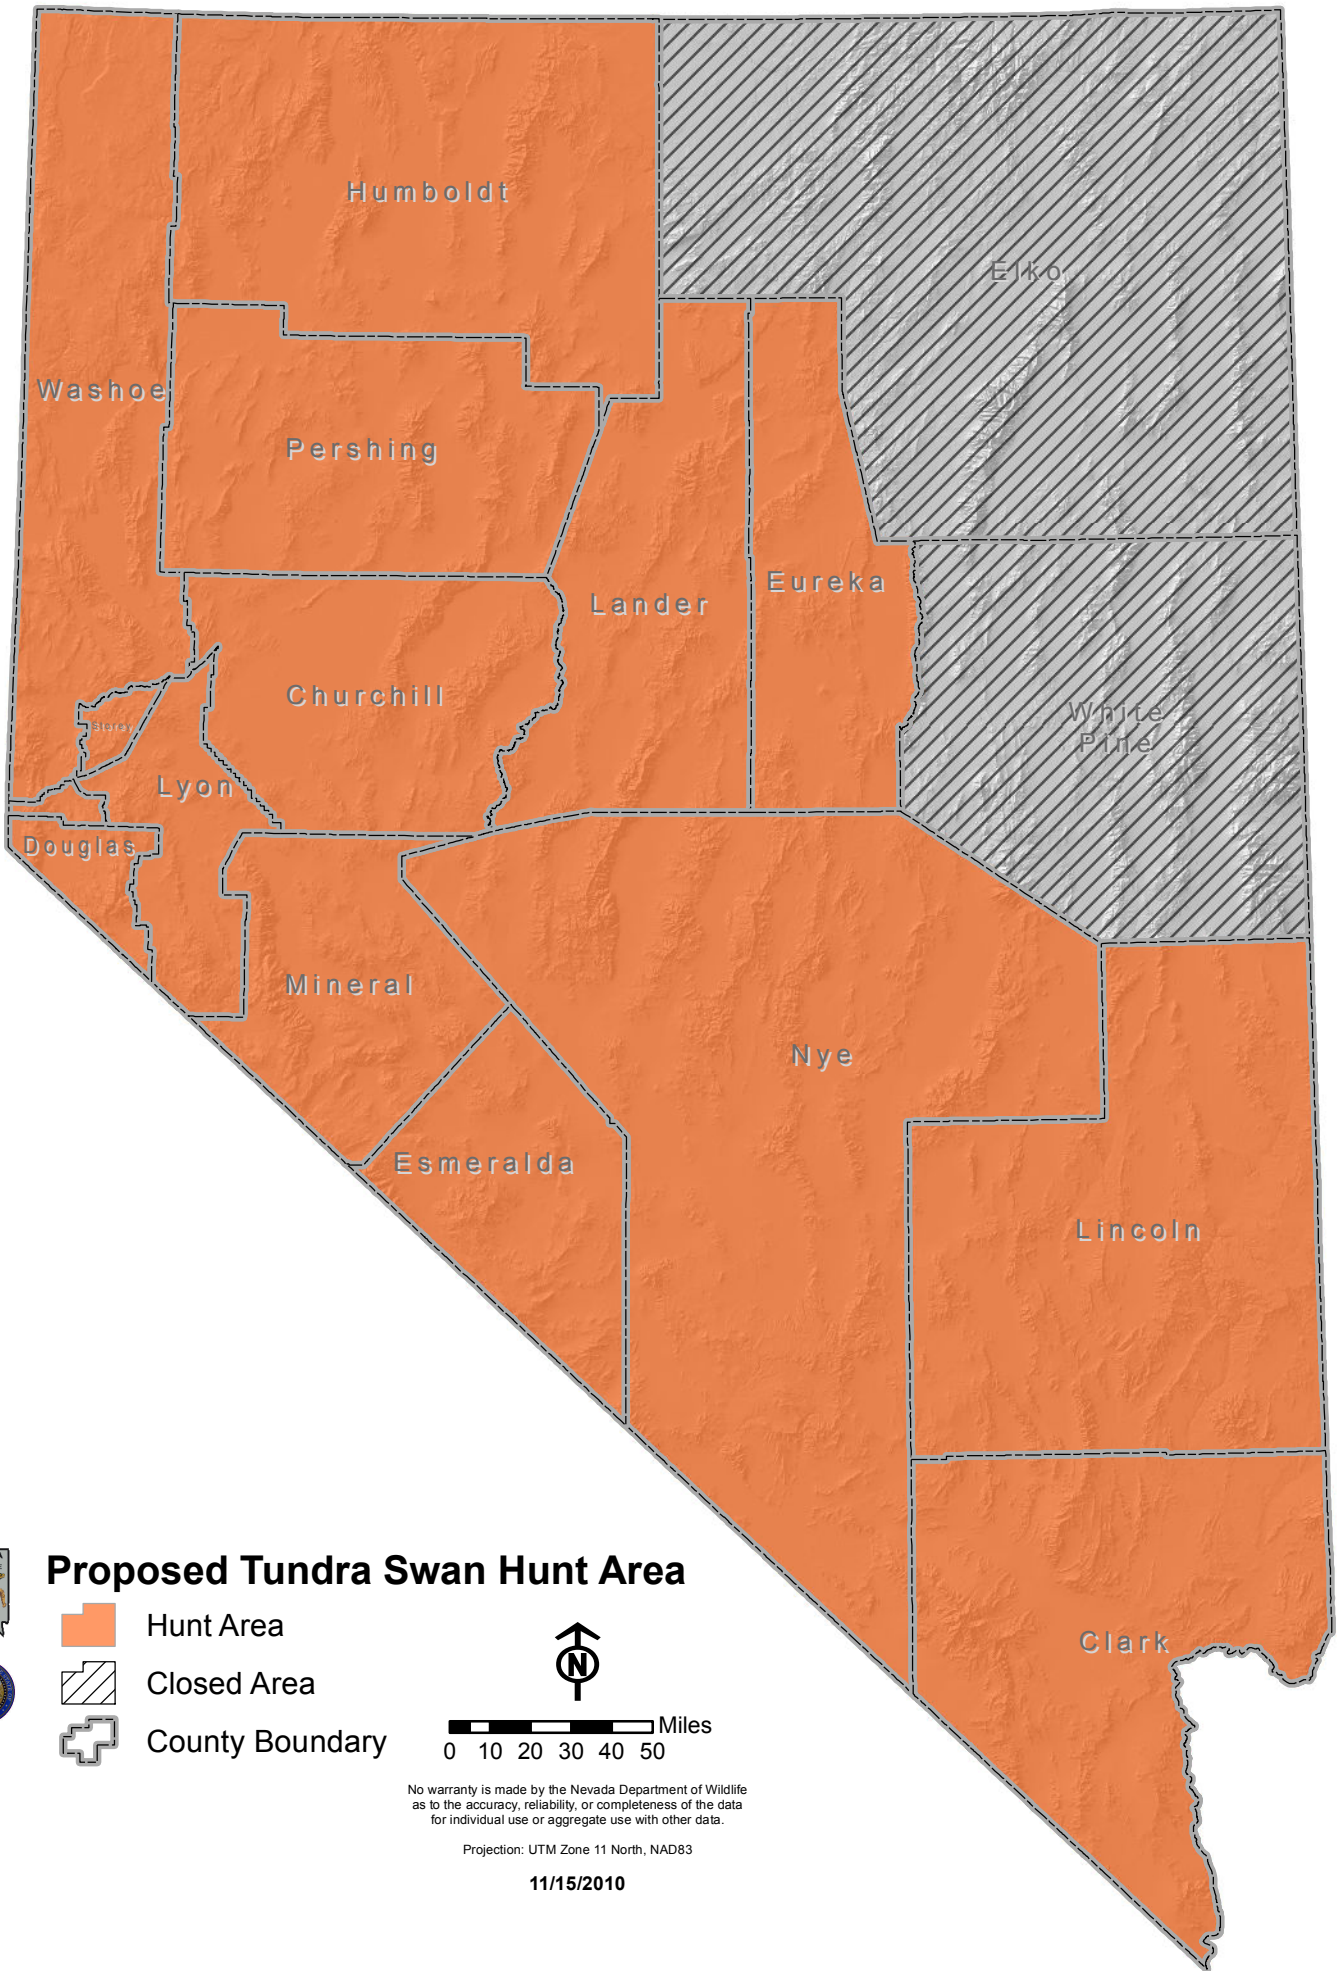 Humboldt
Elko
Washoe
Pershing
Eureka
Lander
Churchill
White
Pine
Storey
Lyon
Douglas
Mineral
Nye
Esmeralda
Lincoln
Clark
Proposed Tundra Swan Hunt Area
Hunt Area
Closed Area
County Boundary
N
Miles
0 10 20 30 40 50
No warranty is made by the Nevada Department of Wildlife
as to the accuracy, reliability, or completeness of the data
for individual use or aggregate use with other data.
Projection: UTM Zone 11 North, NAD83
11/15/2010